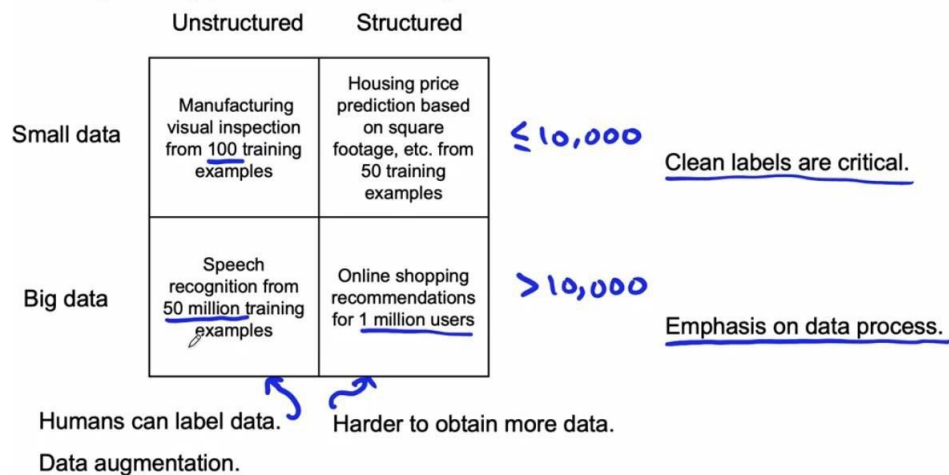 Unstructured Structured
Small data
Manufacturing
visual inspection
from 100 training
examples
Housing price
prediction based
on square
footage, etc. from
50 training
examples
≤10,000
Clean labels are critical.
Big data
Speech
recognition from
50 million training
examples
Online shopping
recommendations
for 1 million users
>10,000
Emphasis on data process.
Humans can label data.
Data augmentation.
Harder to obtain more data.